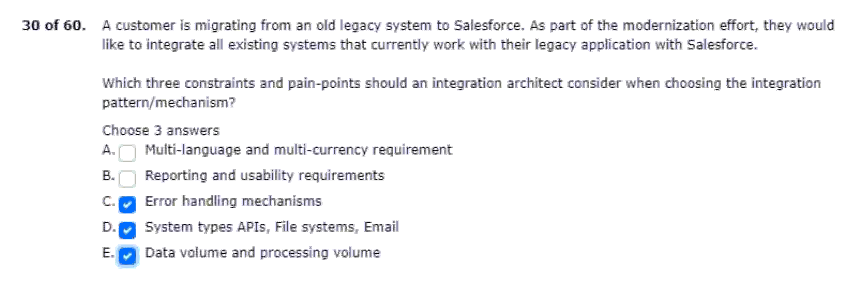 30 of 60. A customer is migrating from an old legacy system to Salesforce. As part of the modernization effort, they would
like to integrate all existing systems that currently work with their legacy application with Salesforce.
Which three constraints and pain-points should an integration architect consider when choosing the integration
pattern/mechanism?
Choose 3 answers
A. Multi-language and multi-currency requirement
B. Reporting and usability requirements
C. Error handling mechanisms
D. System types APIs, File systems, Email
E. Data volume and processing volume